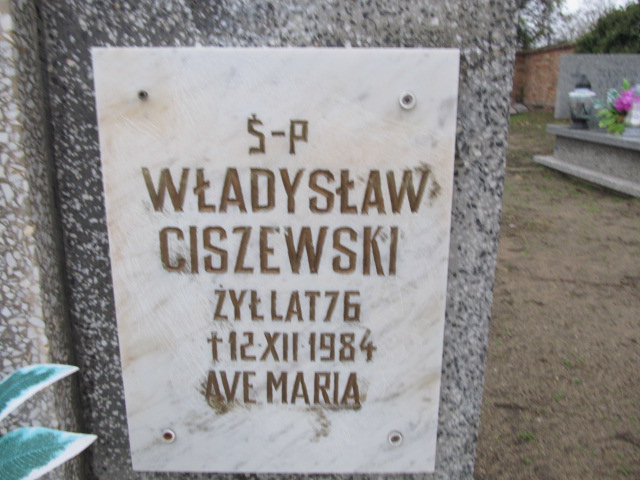 Ś-P
WŁADYSŁAW
CISZEWSKI
ŻYŁ LAT 76
† 12·XII 1984
AVE MARIA